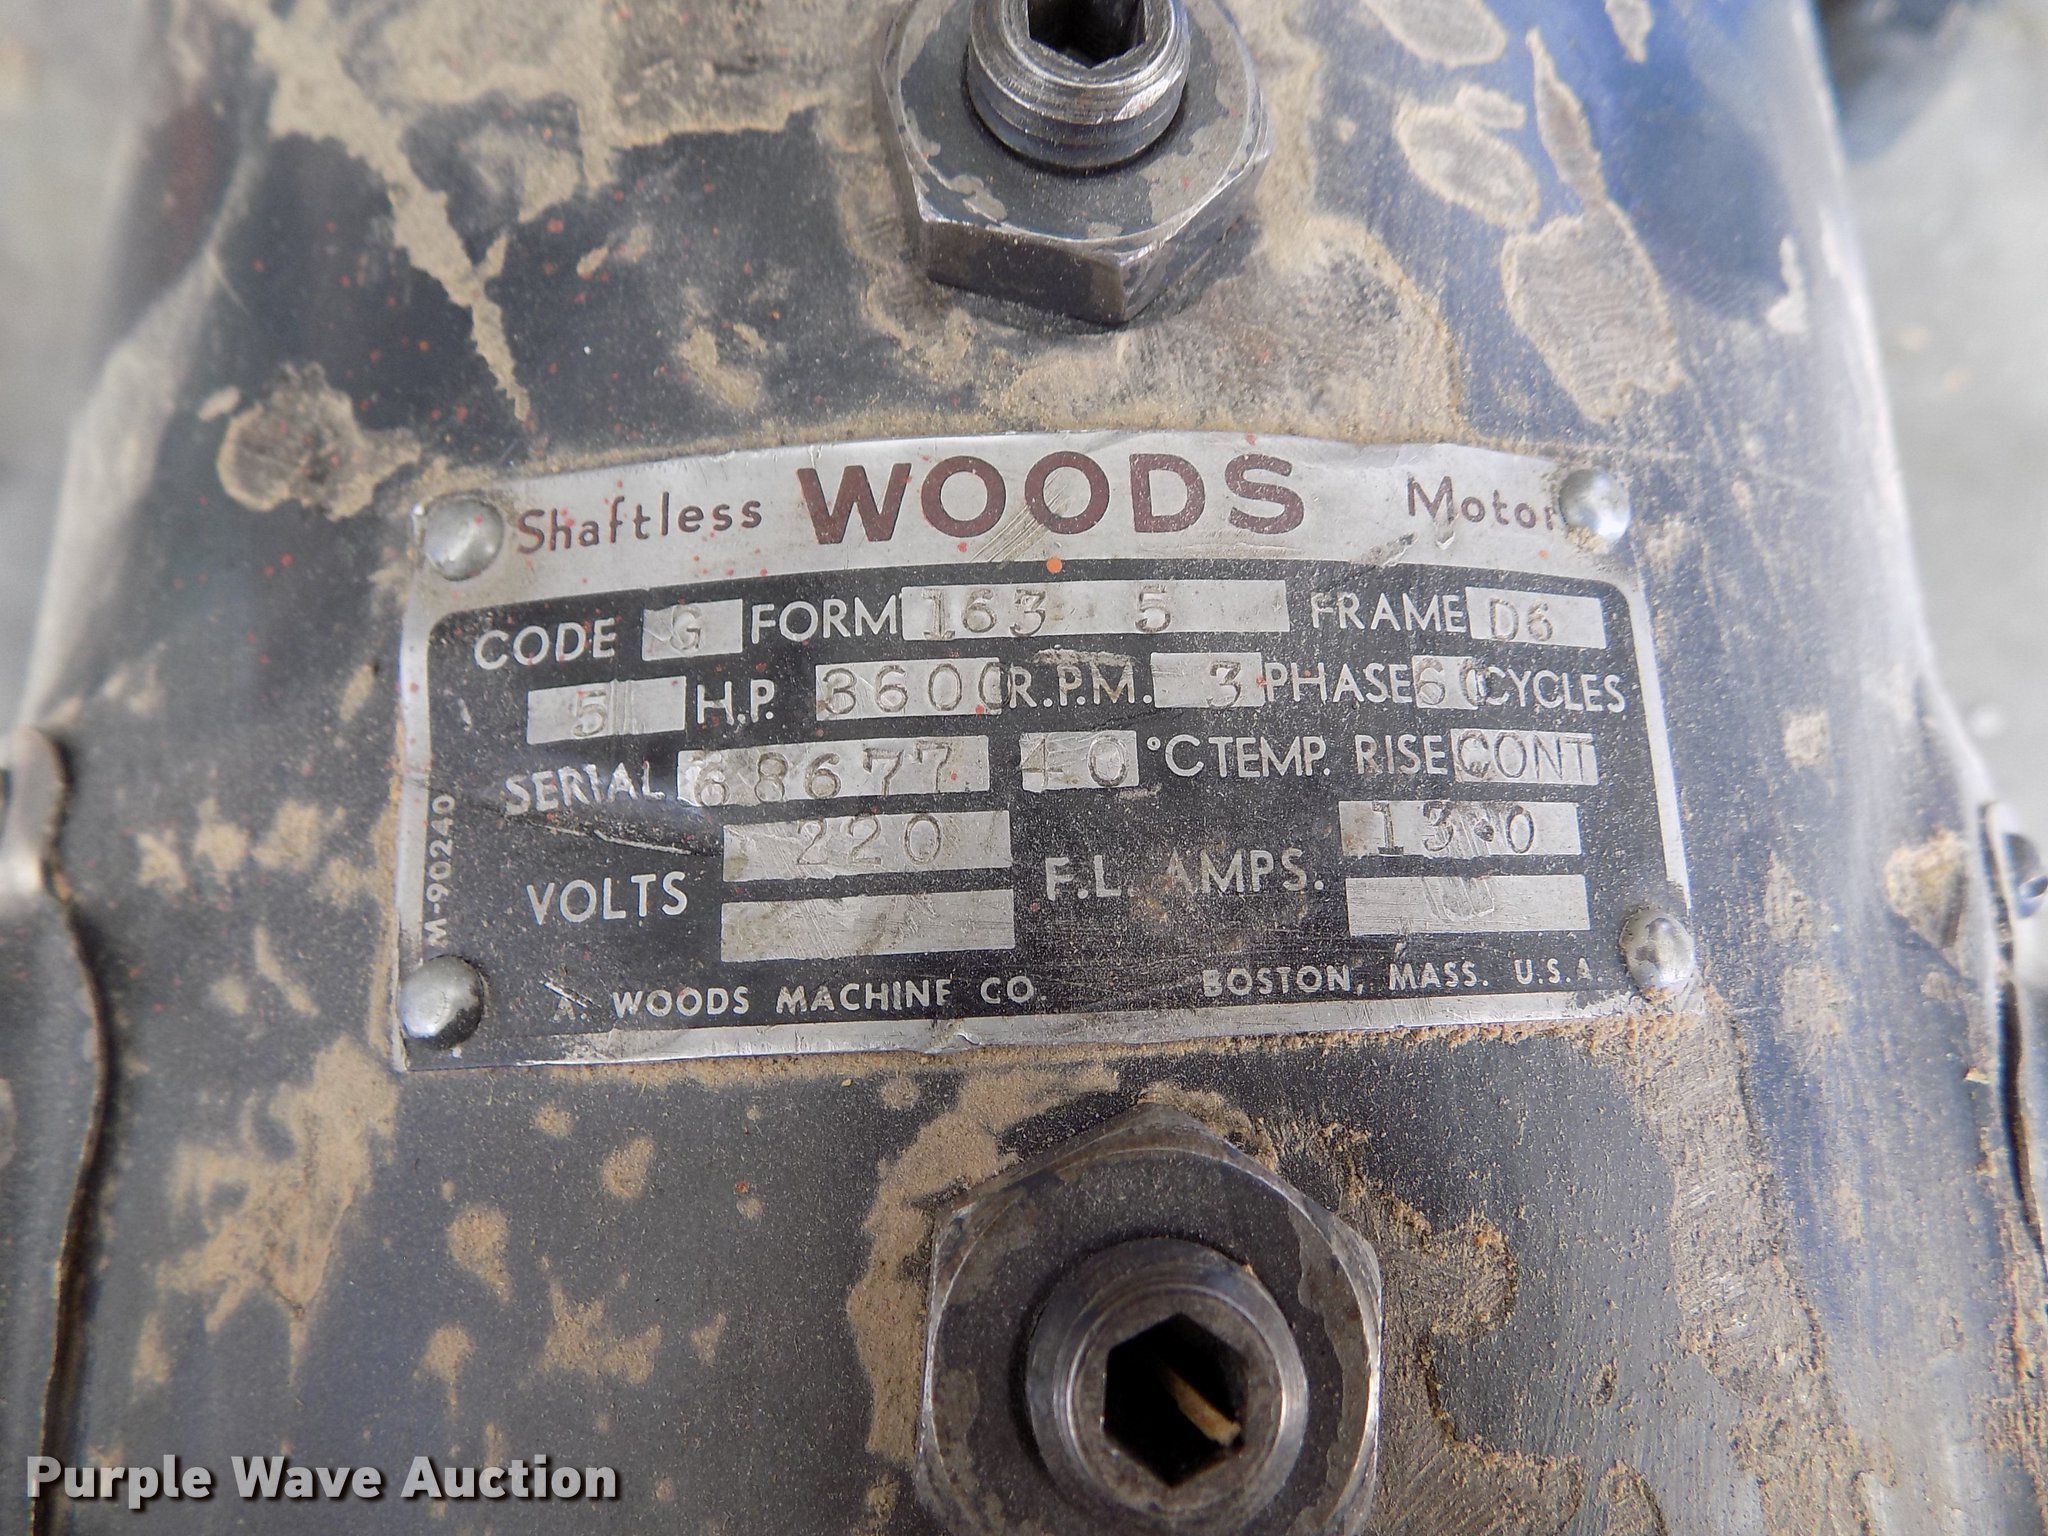 Shaftless WOODS Motor
CODE G FORM 163 5 FRAME D6
5 H.P. 3600 R.P.M. 3 PHASE 60 CYCLES
SERIAL 68677 40 °C TEMP. RISE CONT
VOLTS 220 F.L. AMPS. 13.0
M-90240
A. WOODS MACHINE CO. BOSTON, MASS. U.S.A.
Purple Wave Auction